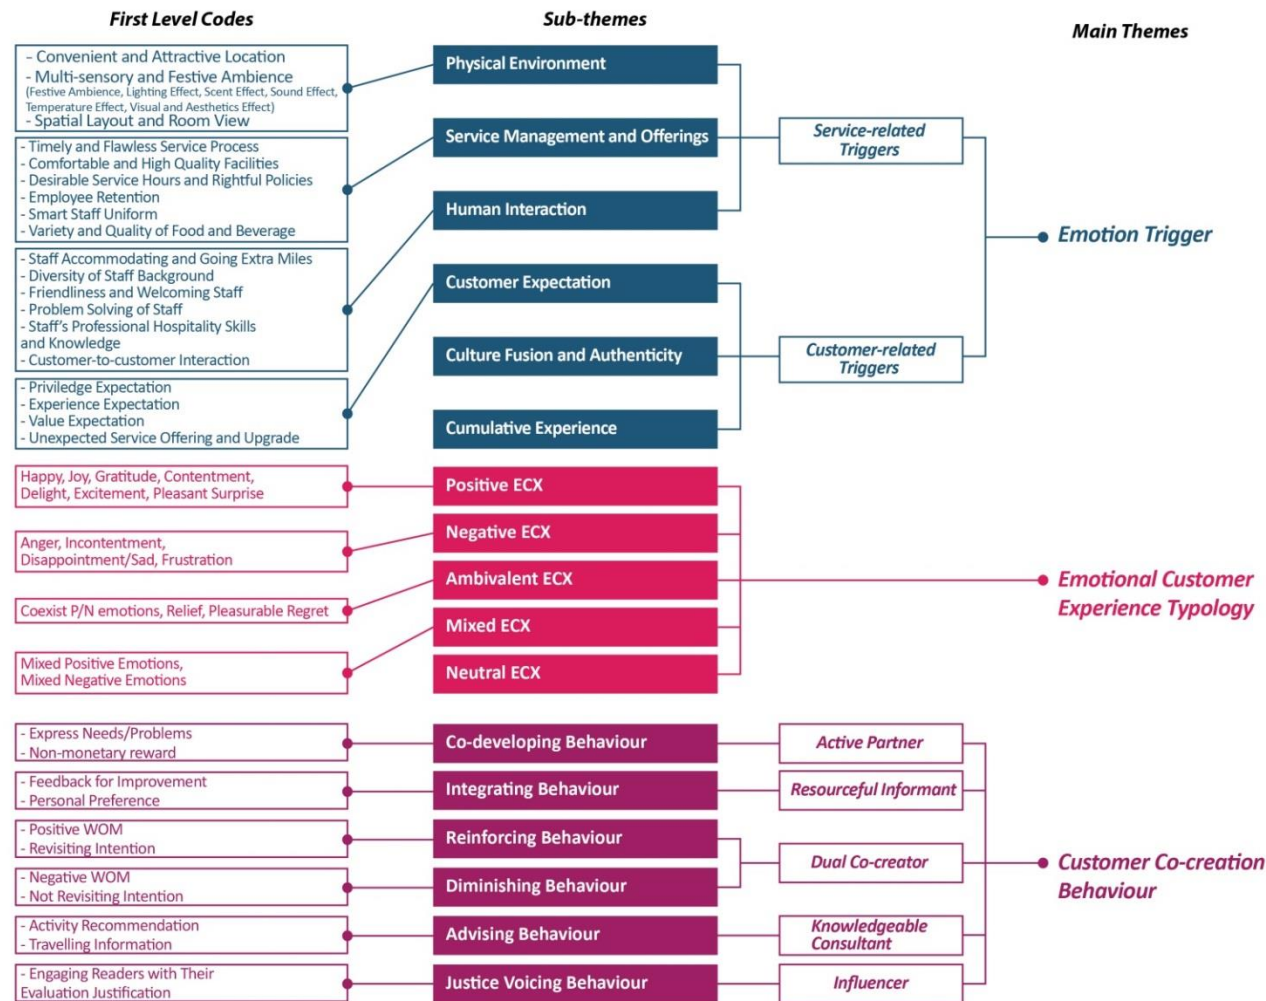 First Level Codes
Sub-themes
Main Themes
- Convenient and Attractive Location
- Multi-sensory and Festive Ambience
(Festive Ambience, Lighting Effect, Scent Effect, Sound Effect,
Temperature Effect, Visual and Aesthetics Effect)
- Spatial Layout and Room View
- Timely and Flawless Service Process
- Comfortable and High Quality Facilities
- Desirable Service Hours and Rightful Policies
- Employee Retention
- Smart Staff Uniform
- Variety and Quality of Food and Beverage
- Staff Accommodating and Going Extra Miles
- Diversity of Staff Background
- Friendliness and Welcoming Staff
- Problem Solving of Staff
- Staff's Professional Hospitality Skills
and Knowledge
- Customer-to-customer Interaction
- Priviledge Expectation
- Experience Expectation
- Value Expectation
- Unexpected Service Offering and Upgrade
Physical Environment
Service Management and Offerings
Human Interaction
Customer Expectation
Culture Fusion and Authenticity
Cumulative Experience
Service-related
Triggers
Customer-related
Triggers
Emotion Trigger
Happy, Joy, Gratitude, Contentment,
Delight, Excitement, Pleasant Surprise
Anger, Incontentment,
Disappointment/Sad, Frustration
Coexist P/N emotions, Relief, Pleasurable Regret
Mixed Positive Emotions,
Mixed Negative Emotions
Positive ECX
Negative ECX
Ambivalent ECX
Mixed ECX
Neutral ECX
Emotional Customer
Experience Typology
- Express Needs/Problems
- Non-monetary reward
- Feedback for Improvement
- Personal Preference
- Positive WOM
- Revisiting Intention
- Negative WOM
- Not Revisiting Intention
- Activity Recommendation
- Travelling Information
- Engaging Readers with Their
Evaluation Justification
Co-developing Behaviour
Integrating Behaviour
Reinforcing Behaviour
Diminishing Behaviour
Advising Behaviour
Justice Voicing Behaviour
Active Partner
Resourceful Informant
Dual Co-creator
Knowledgeable
Consultant
Influencer
Customer Co-creation
Behaviour